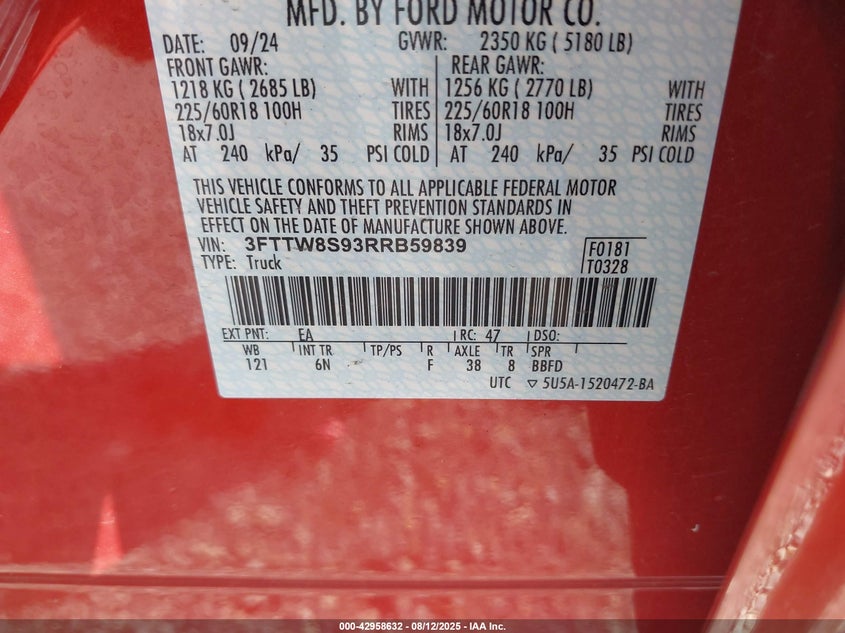 MFD. BY FORD MOTOR CO.
DATE: 09/24 GVWR: 2350 KG ( 5180 LB)
FRONT GAWR: REAR GAWR:
1218 KG ( 2685 LB) WITH 1256 KG ( 2770 LB) WITH
225/60R18 100H TIRES 225/60R18 100H TIRES
18x7.0J RIMS 18x7.0J RIMS
AT 240 kPa/ 35 PSI COLD AT 240 kPa/ 35 PSI COLD
THIS VEHICLE CONFORMS TO ALL APPLICABLE FEDERAL MOTOR
VEHICLE SAFETY AND THEFT PREVENTION STANDARDS IN
EFFECT ON THE DATE OF MANUFACTURE SHOWN ABOVE.
VIN: 3FTTW8S93RRB59839 F0181
TYPE: Truck T0328
EXT PNT: EA RC: 47 DSO:
WB INT TR TP/PS R AXLE TR SPR
121 6N F 38 8 BBFD
UTC ▽ 5U5A-1520472-BA
000-42958632 - 08/12/2025 - IAA Inc.